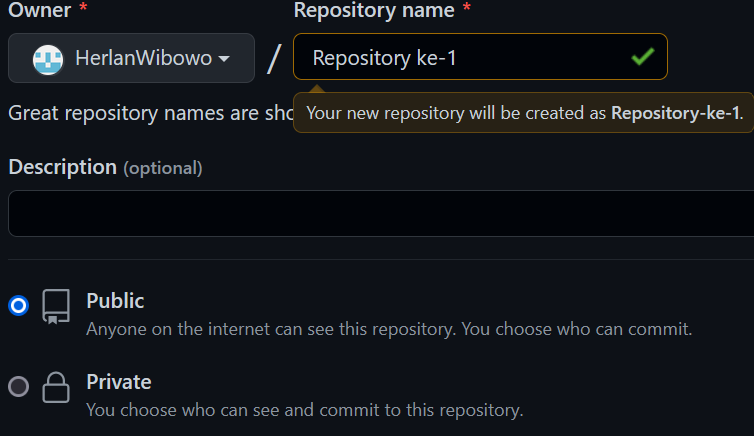 Owner *
Repository name *
HerlanWibowo
/
Repository ke-1
Great repository names are sho
Your new repository will be created as Repository-ke-1.
Description (optional)
Public
Anyone on the internet can see this repository. You choose who can commit.
Private
You choose who can see and commit to this repository.